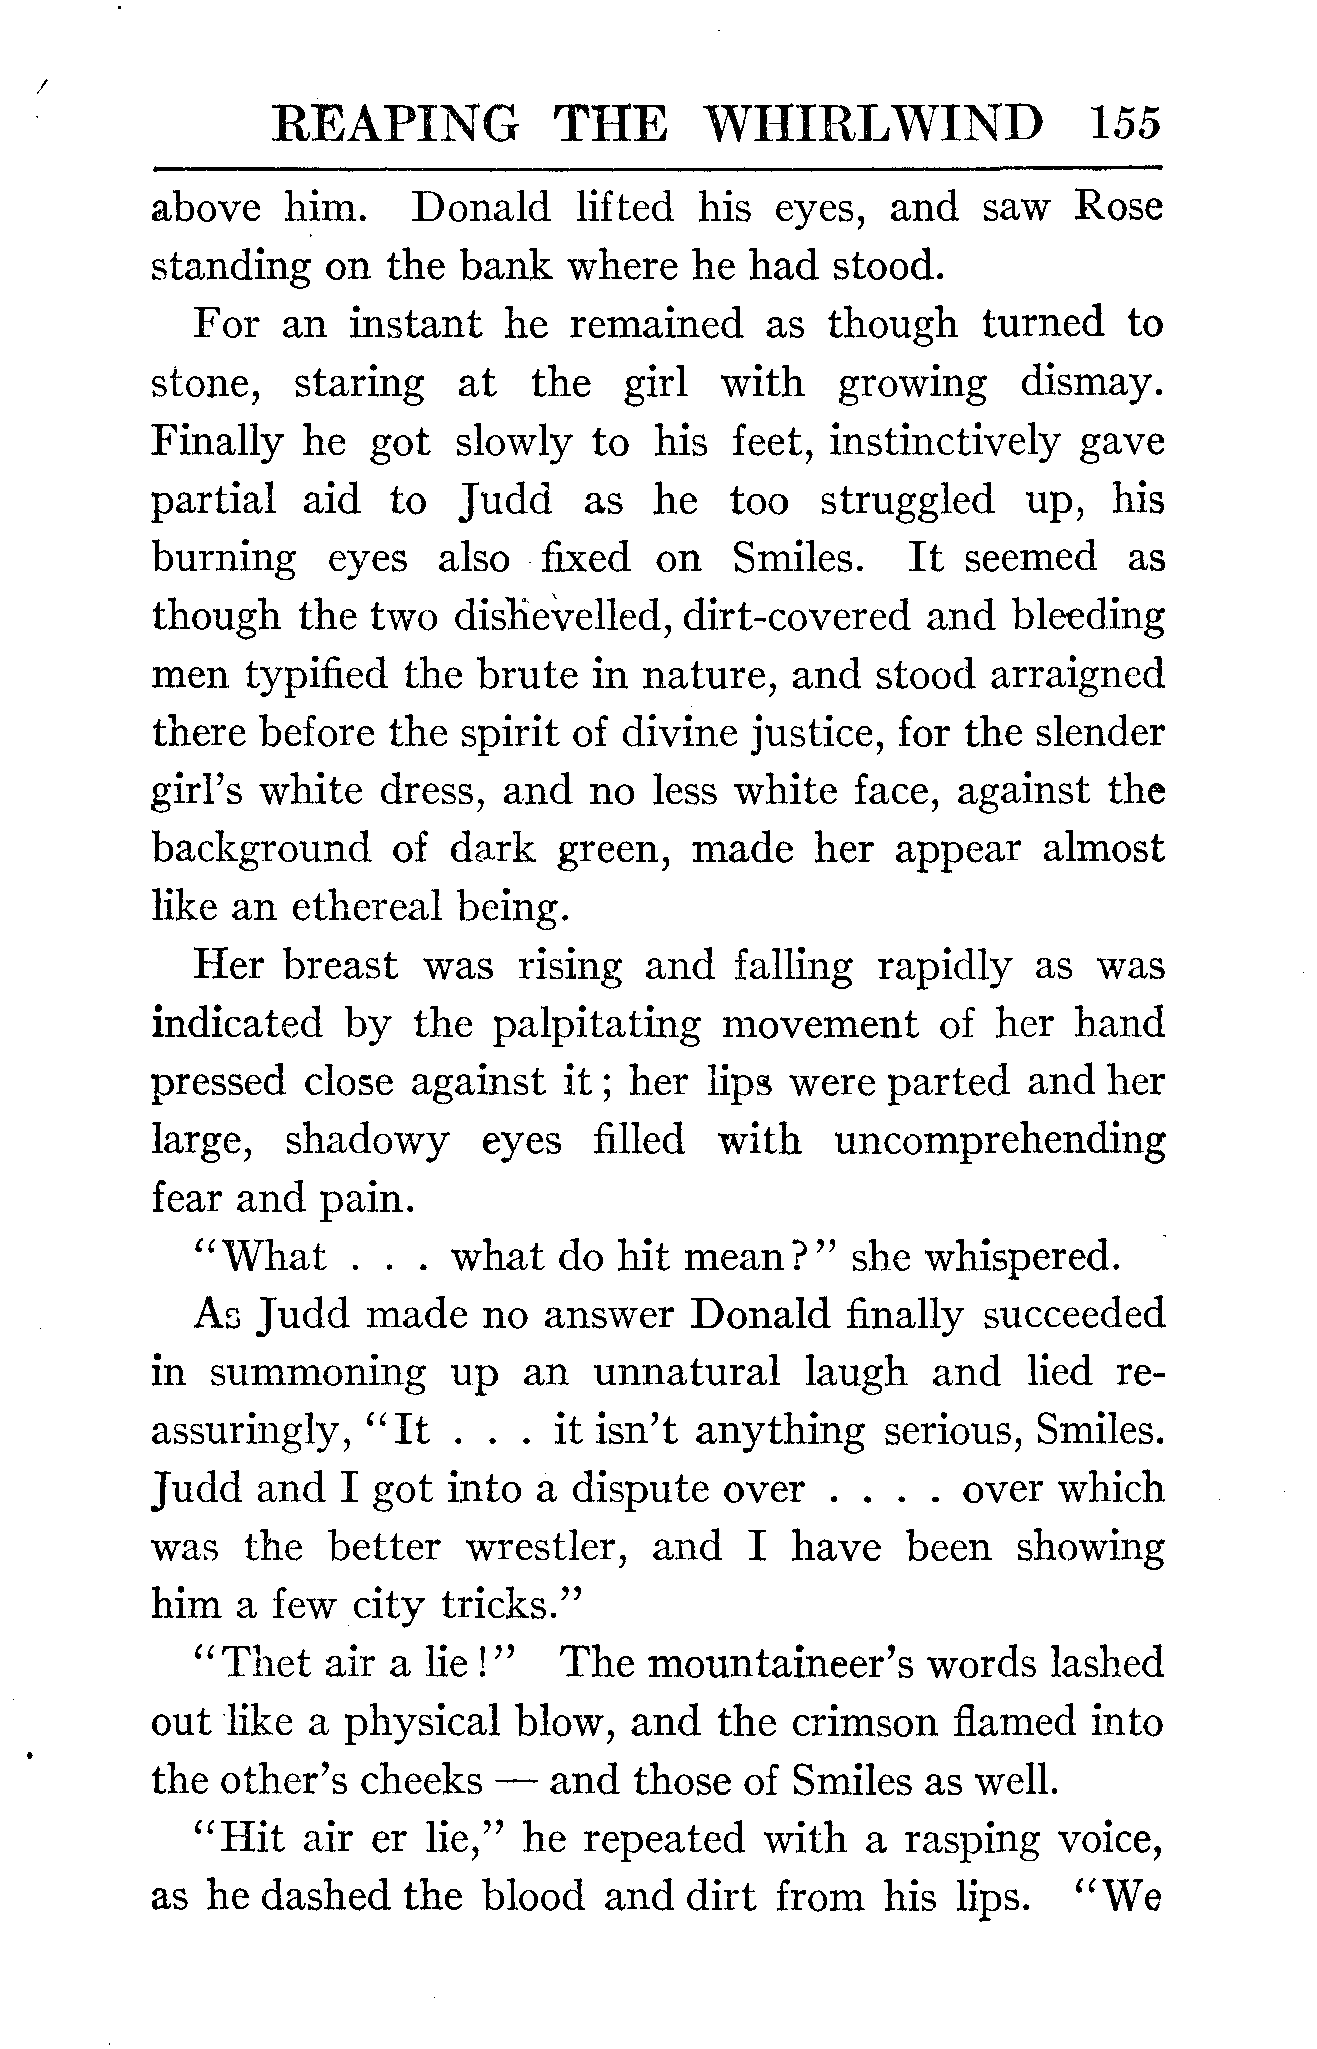 REAPING THE WHIRLWIND 155
above him. Donald lifted his eyes, and saw Rose
standing on the bank where he had stood.
For an instant he remained as though turned to
stone, staring at the girl with growing dismay.
Finally he got slowly to his feet, instinctively gave
partial aid to Judd as he too struggled up, his
burning eyes also fixed on Smiles. It seemed as
though the two dishevelled, dirt-covered and bleeding
men typified the brute in nature, and stood arraigned
there before the spirit of divine justice, for the slender
girl's white dress, and no less white face, against the
background of dark green, made her appear almost
like an ethereal being.
Her breast was rising and falling rapidly as was
indicated by the palpitating movement of her hand
pressed close against it; her lips were parted and her
large, shadowy eyes filled with uncomprehending
fear and pain.
"What . . . what do hit mean?" she whispered.
As Judd made no answer Donald finally succeeded
in summoning up an unnatural laugh and lied re-
assuringly, "It . . . it isn't anything serious, Smiles.
Judd and I got into a dispute over . . . . over which
was the better wrestler, and I have been showing
him a few city tricks."
"Thet air a lie!" The mountaineer's words lashed
out like a physical blow, and the crimson flamed into
the other's cheeks — and those of Smiles as well.
"Hit air er lie," he repeated with a rasping voice,
as he dashed the blood and dirt from his lips. "We